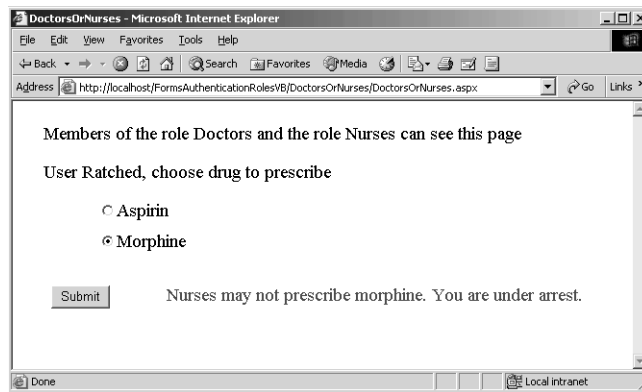 DoctorsOrNurses - Microsoft Internet Explorer
File Edit View Favorites Tools Help
Back Search Favorites Media
Address http://localhost/FormsAuthenticationRolesVB/DoctorsOrNurses/DoctorsOrNurses.aspx Go Links »
Members of the role Doctors and the role Nurses can see this page
User Ratched, choose drug to prescribe
Aspirin
Morphine
Submit Nurses may not prescribe morphine. You are under arrest.
Done Local intranet